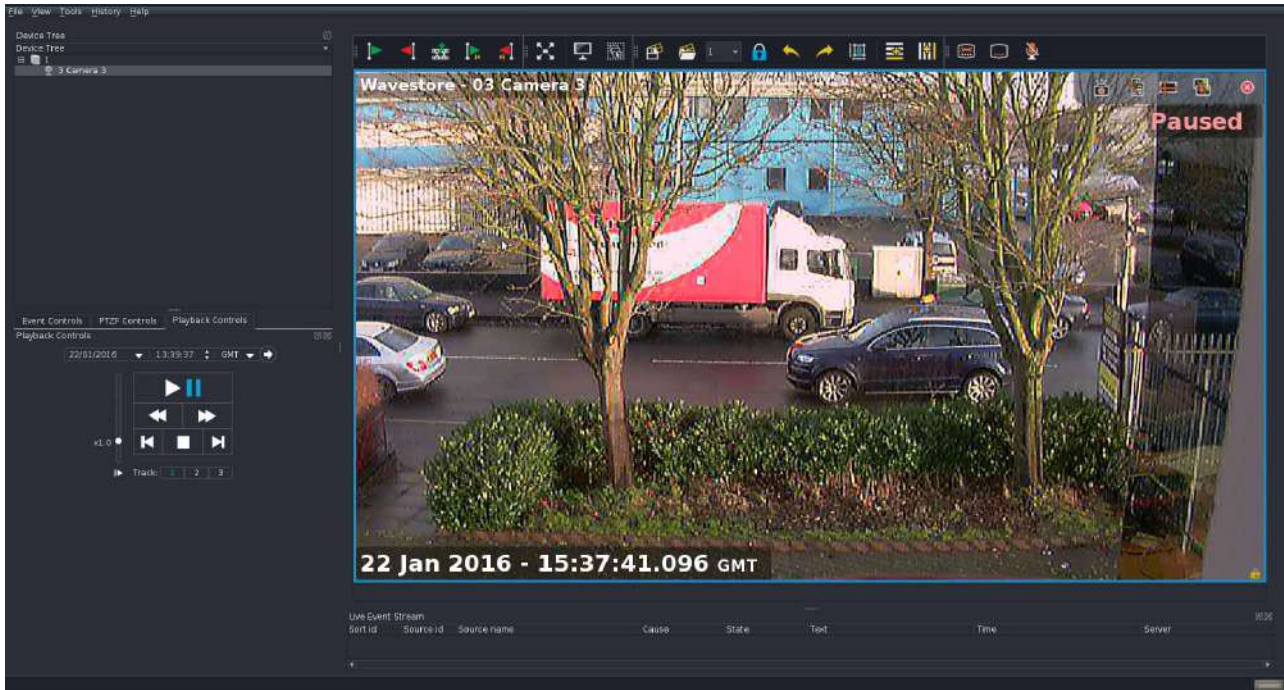 File View Tools History Help
Device Tree
Device Tree
1
3 Camera 3
Wavestore - 03 Camera 3
Paused
Event Controls PTZF Controls Playback Controls
Playback Controls
22/01/2016 13:39:37 GMT
x1.0
Track: 1 2 3
22 Jan 2016 - 15:37:41.096 GMT
Live Event Stream
Sort id Source id Source name Cause State Text Time Server